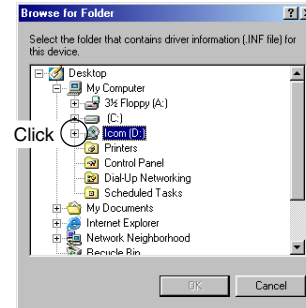 Browse for Folder
Select the folder that contains driver information (.INF file) for
this device.
Desktop
My Computer
3½ Floppy (A:)
(C:)
Click
Icom (D:)
Printers
Control Panel
Dial-Up Networking
Scheduled Tasks
My Documents
Internet Explorer
Network Neighborhood
Recycle Bin
OK Cancel